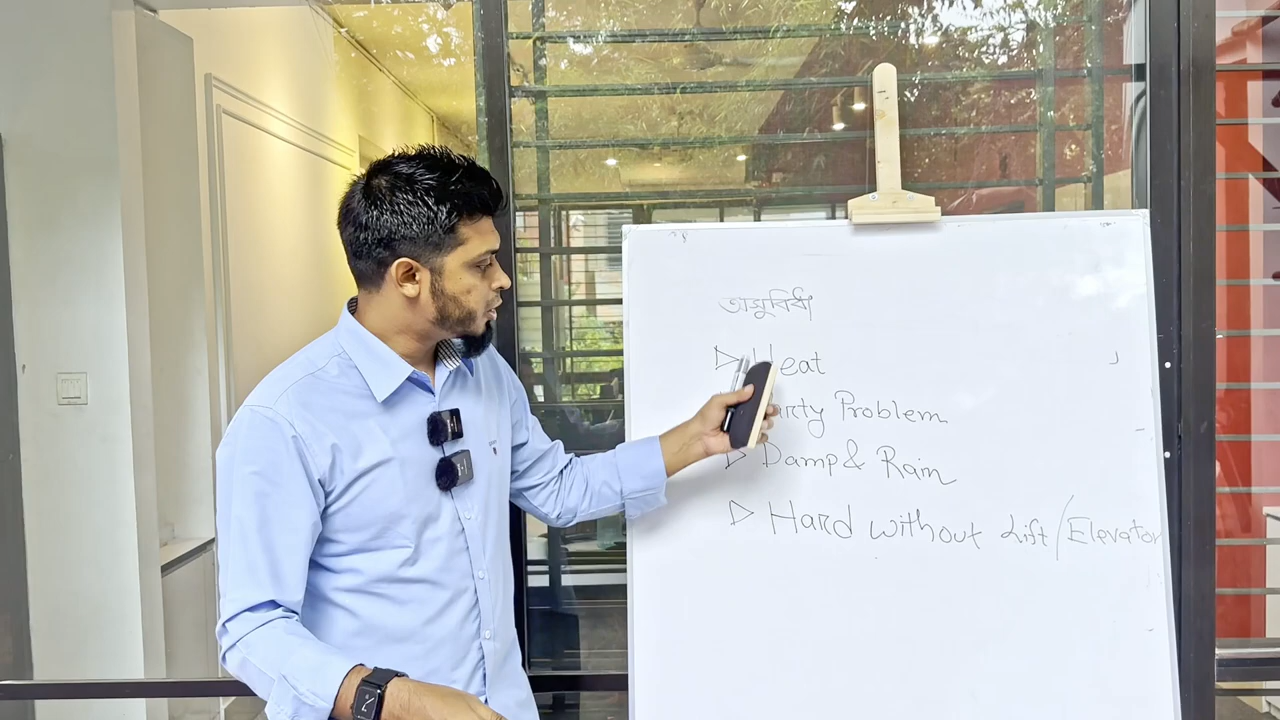 অসুবিধা
▷ Heat
Problem
▷ Damp & Rain
▷ Hard without Lift / Elevator